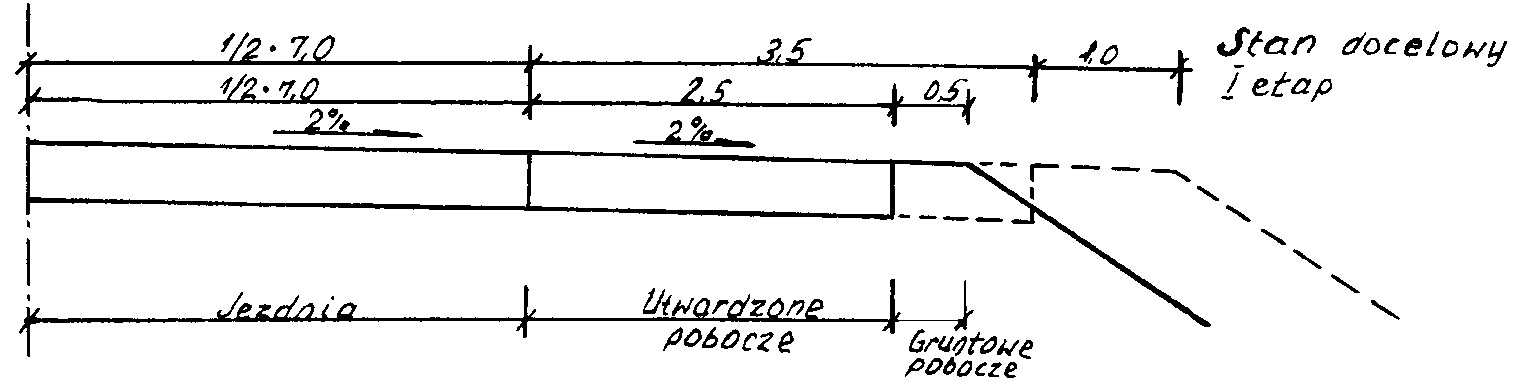 1/2 · 7,0 3,5 1,0 Stan docelowy
1/2 · 7,0 2,5 0,5 I etap
2% 2%
Jezdnia Utwardzone pobocze Gruntowe pobocze